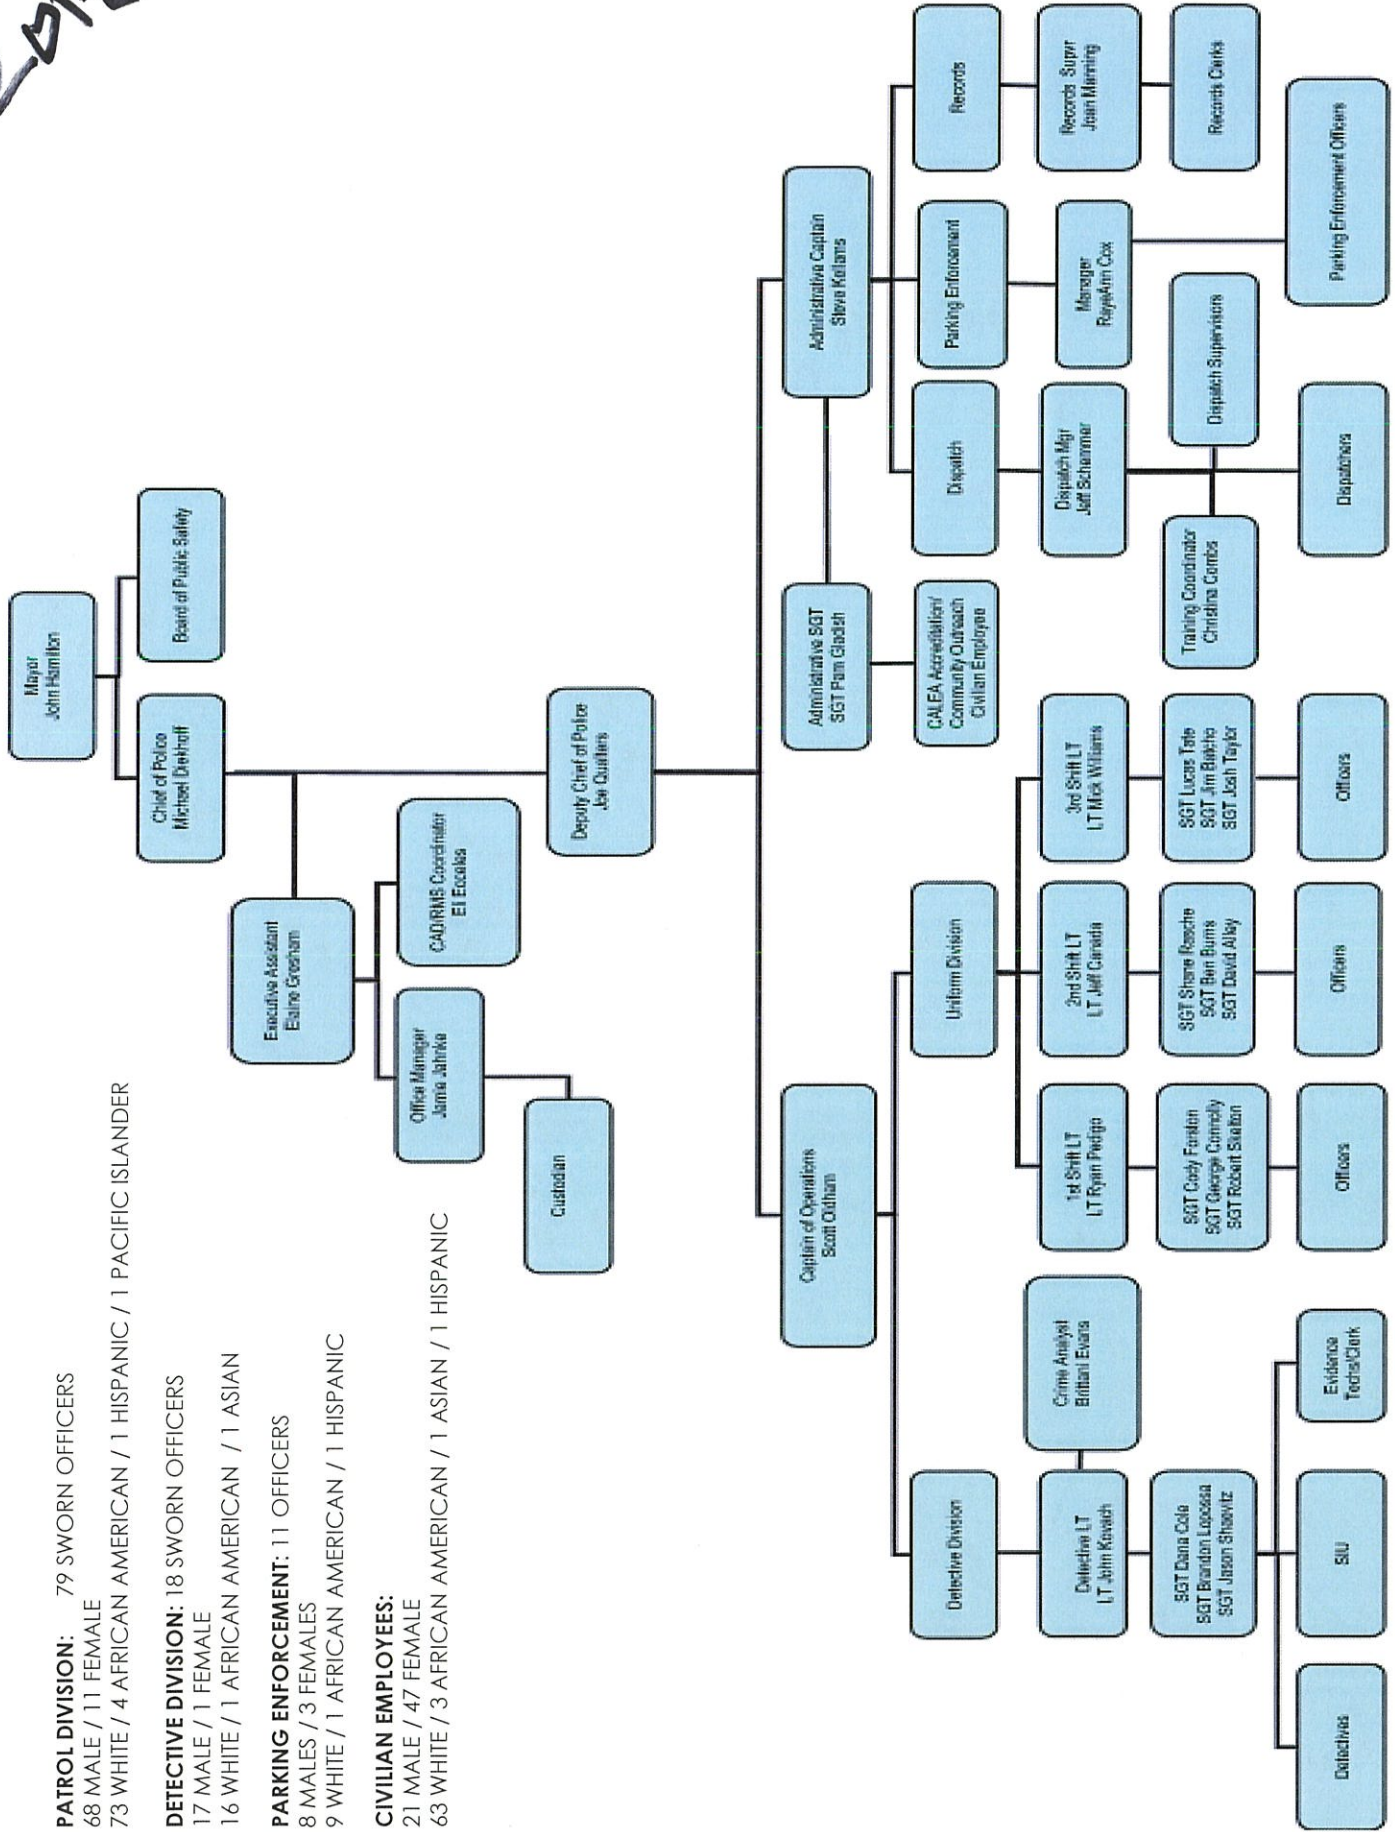 PATROL DIVISION: 79 SWORN OFFICERS
68 MALE / 11 FEMALE
73 WHITE / 4 AFRICAN AMERICAN / 1 HISPANIC / 1 PACIFIC ISLANDER
DETECTIVE DIVISION: 18 SWORN OFFICERS
17 MALE / 1 FEMALE
16 WHITE / 1 AFRICAN AMERICAN / 1 ASIAN
PARKING ENFORCEMENT: 11 OFFICERS
8 MALES / 3 FEMALES
9 WHITE / 1 AFRICAN AMERICAN / 1 HISPANIC
CIVILIAN EMPLOYEES:
21 MALE / 47 FEMALE
63 WHITE / 3 AFRICAN AMERICAN / 1 ASIAN / 1 HISPANIC
Mayor
John Hamilton
Chief of Police
Michael Diekhoff
Board of Public Safety
Executive Assistant
Elaine Gresham
Office Manager
Jamie Jahnke
CAD/RMS Coordinator
Eli Eccles
Custodian
Deputy Chief of Police
Joe Qualters
Captain of Operations
Scott Oldham
Administrative SGT
SGT Pam Gladish
Administrative Captain
Steve Kellams
CALEA Accreditation/
Community Outreach
Civilian Employee
Detective Division
Uniform Division
Dispatch
Parking Enforcement
Records
Detective LT
LT John Kovach
Crime Analyst
Brittani Evans
1st Shift LT
LT Ryan Pedigo
2nd Shift LT
LT Jeff Canada
3rd Shift LT
LT Mick Williams
Dispatch Mgr
Jeff Schemmer
Manager
RayeAnn Cox
Records Supvr
Joan Manning
SGT Dana Cole
SGT Brandon Lopossa
SGT Jason Shaevitz
SGT Cody Forston
SGT George Connolly
SGT Robert Skelton
SGT Shane Rasche
SGT Ben Burns
SGT David Alley
SGT Lucas Tate
SGT Jim Batcho
SGT Josh Taylor
Training Coordinator
Christina Combs
Dispatch Supervisors
Records Clerks
Detectives
SIU
Evidence
Techs/Clerk
Officers
Officers
Officers
Dispatchers
Parking Enforcement Officers